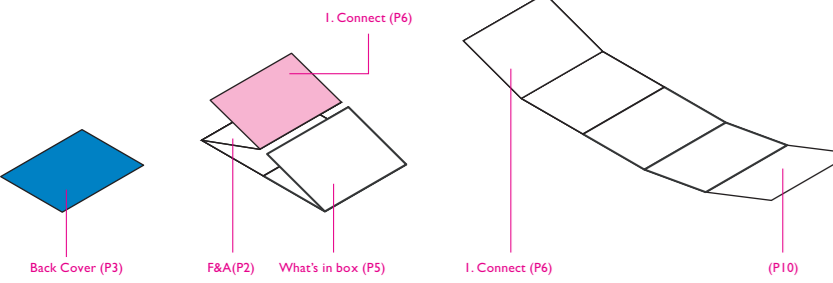 1. Connect (P6)
Back Cover (P3)
F&A(P2)
What's in box (P5)
1. Connect (P6)
(P10)